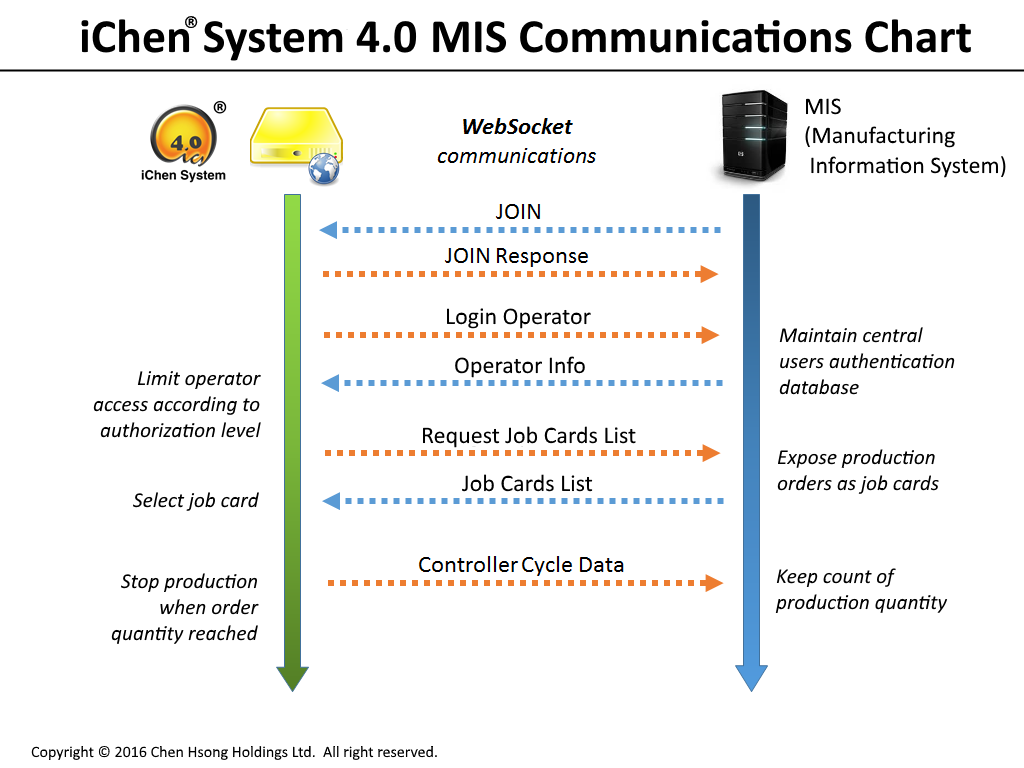 iChen® System 4.0 MIS Communications Chart
®
4.0
iChen System
WebSocket
communications
MIS
(Manufacturing
Information System)
JOIN
JOIN Response
Login Operator
Operator Info
Maintain central
users authentication
database
Limit operator
access according to
authorization level
Request Job Cards List
Expose production
orders as job cards
Job Cards List
Select job card
Controller Cycle Data
Stop production
when order
quantity reached
Keep count of
production quantity
Copyright © 2016 Chen Hsong Holdings Ltd.  All right reserved.